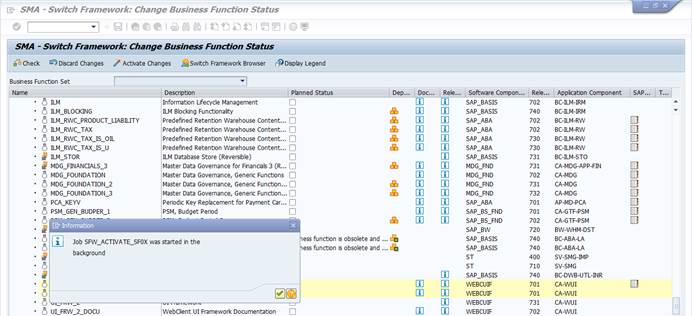 SMA - Switch Framework: Change Business Function Status
SMA - Switch Framework: Change Business Function Status
Check Discard Changes Activate Changes Switch Framework Browser Display Legend
Business Function Set
Name Description Planned Status Dep... Doc... Rele... Software Compon... Rele... Application Component SAP... T...
ILM Information Lifecycle Management SAP_BASIS 702 BC-ILM-IRM
ILM_BLOCKING ILM Blocking Functionality SAP_BASIS 740 BC-ILM-IRM
ILM_RWC_PRODUCT_LIABILITY Predefined Retention Warehouse Content... SAP_ABA 702 BC-ILM-RW
ILM_RWC_TAX Predefined Retention Warehouse Content... SAP_ABA 701 BC-ILM-RW
ILM_RWC_TAX_IS_OIL Predefined Retention Warehouse Content... SAP_ABA 730 BC-ILM-RW
ILM_RWC_TAX_IS_U Predefined Retention Warehouse Content... SAP_ABA 730 BC-ILM-RW
ILM_STOR ILM Database Store (Reversible) SAP_BASIS 731 BC-ILM-STO
MDG_FINANCIALS_3 Master Data Governance for Financials 3 (R... MDG_FND 731 CA-MDG-APP-FIN
MDG_FOUNDATION Master Data Governance, Generic Functions MDG_FND 702 CA-MDG
MDG_FOUNDATION_2 Master Data Governance, Generic Functions ... MDG_FND 731 CA-MDG
MDG_FOUNDATION_3 Master Data Governance, Generic Functions ... MDG_FND 732 CA-MDG
PCA_KEYV Periodic Key Replacement for Payment Car... SAP_ABA 701 AP-MD-PCA
PSM_GEN_BUDPER_1 PSM, Budget Period SAP_BS_FND 701 CA-GTF-PSM
SAP_BS_FND 702 CA-GTF-PSM
SAP_BW 720 BW-WHM-DST
ness function is obsolete and ... SAP_ABA 740 BC-ABA-LA
ness function is obsolete and ... SAP_ABA 740 BC-ABA-LA
ST 400 SV-SMG-IMP
ST 710 SV-SMG
SAP_BASIS 740 BC-DWB-UTL-INR
WEBCUIF 701 CA-WUI
WEBCUIF 701 CA-WUI
UI_FRW_2 WEBCUIF 731 CA-WUI
UI_FRW_2_DOCU WebClient UI Framework Documentation WEBCUIF 731 CA-WUI
Information
Job SFW_ACTIVATE_SF0X was started in the
background